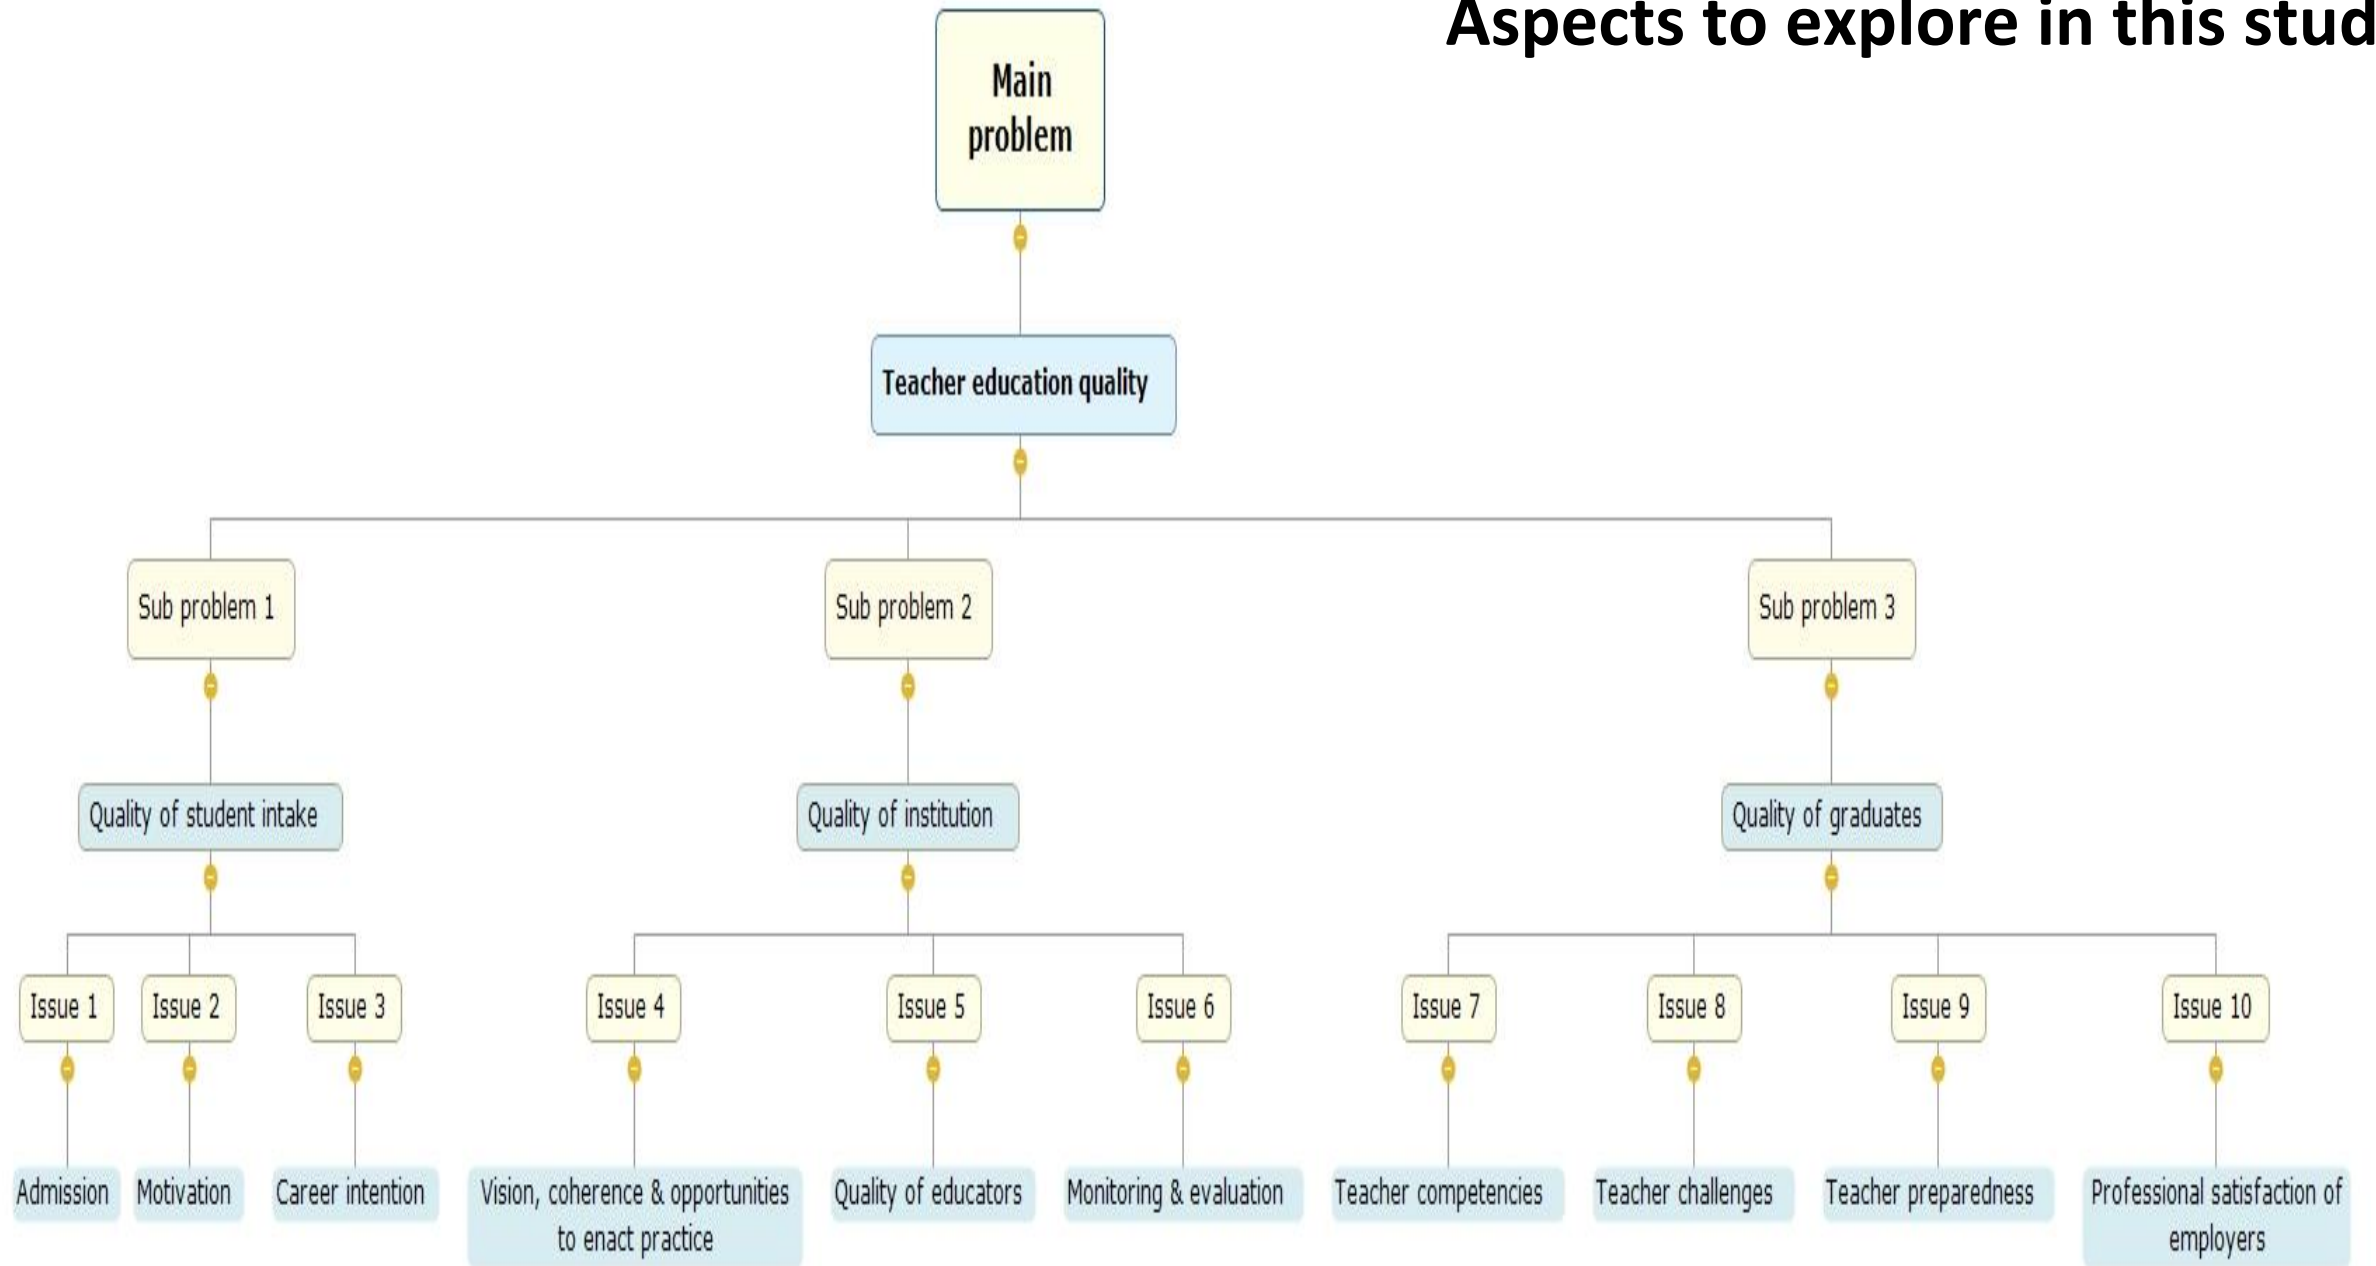 Aspects to explore in this stud
Main
problem
Teacher education quality
Sub problem 1
Sub problem 2
Sub problem 3
Quality of student intake
Quality of institution
Quality of graduates
Issue 1
Issue 2
Issue 3
Issue 4
Issue 5
Issue 6
Issue 7
Issue 8
Issue 9
Issue 10
Admission
Motivation
Career intention
Vision, coherence & opportunities
to enact practice
Quality of educators
Monitoring & evaluation
Teacher competencies
Teacher challenges
Teacher preparedness
Professional satisfaction of
employers